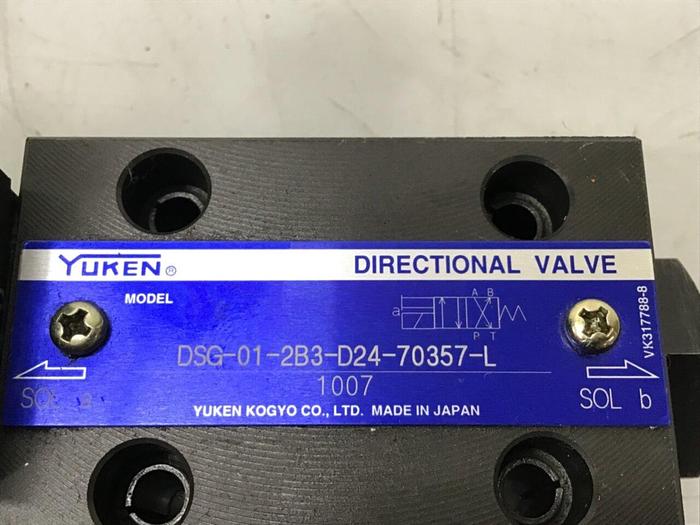 YUKEN ® DIRECTIONAL VALVE
MODEL
A B
a
P T
DSG-01-2B3-D24-70357-L
1007
SOL a
SOL b
YUKEN KOGYO CO., LTD. MADE IN JAPAN
VK317788-8